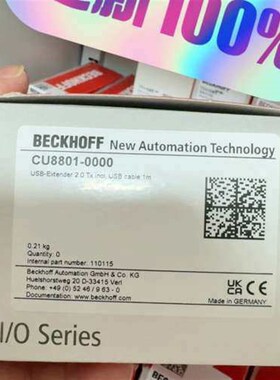 100%
BECKHOFF New Automation Technology
CU8801-0000
USB-Extender 2.0 Tx incl. USB cable 1m
0.21 kg
Quantity: 0
Internal part number: 110115
Beckhoff Automation GmbH & Co. KG
Huelshorstweg 20 D-33415 Verl
Phone: +49 (0) 52 46 / 9 63 - 0
Documentation: www.beckhoff.com
UK
CA
CE
Made in GERMANY
I/O Series